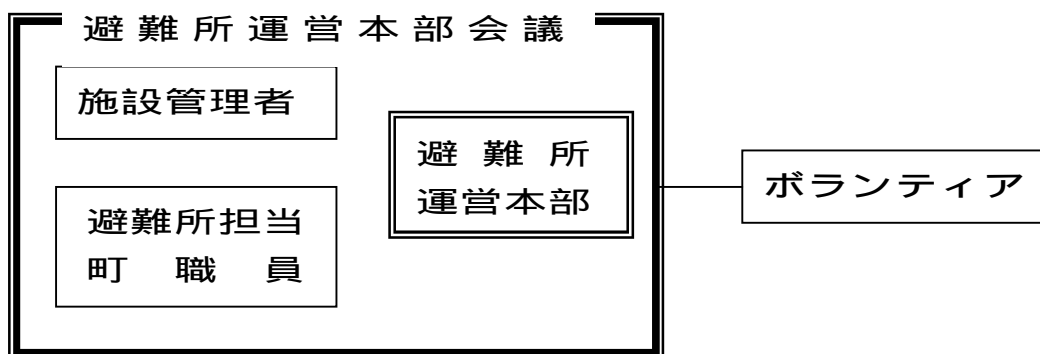 避難所運営本部会議
施設管理者
避難所
運営本部
ボランティア
避難所担当
町職員